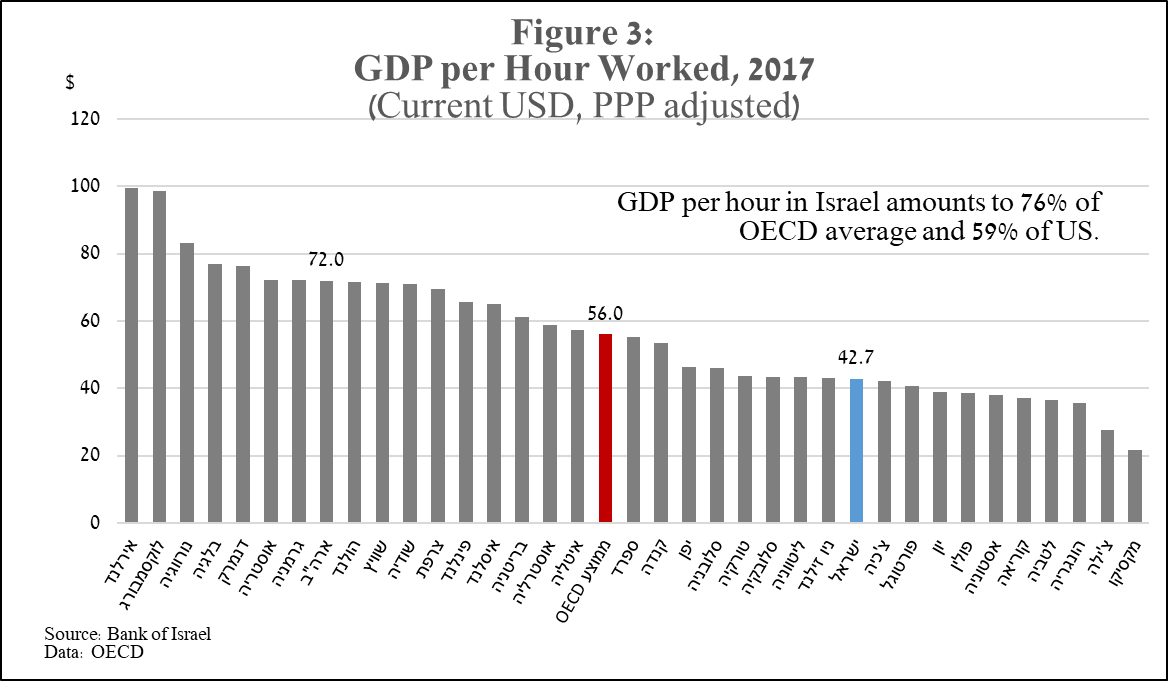 Figure 3:
GDP per Hour Worked, 2017
(Current USD, PPP adjusted)
$
120
100
80
60
40
20
0
GDP per hour in Israel amounts to 76% of
OECD average and 59% of US.
72.0
56.0
42.7
אירלנד
לוקסמבורג
נורווגיה
בלגיה
דנמרק
אוסטריה
גרמניה
ארה"ב
הולנד
שוויץ
שוודיה
צרפת
פינלנד
איסלנד
בריטניה
אוסטרליה
איטליה
ממוצע OECD
ספרד
קנדה
יפן
סלובניה
טורקיה
סלובקיה
ליטווניה
ניו זילנד
ישראל
צ'כיה
פורטוגל
יוון
פולין
אסטוניה
קוריאה
לטביה
הונגריה
צ'ילה
מקסיקו
Source: Bank of Israel
Data: OECD